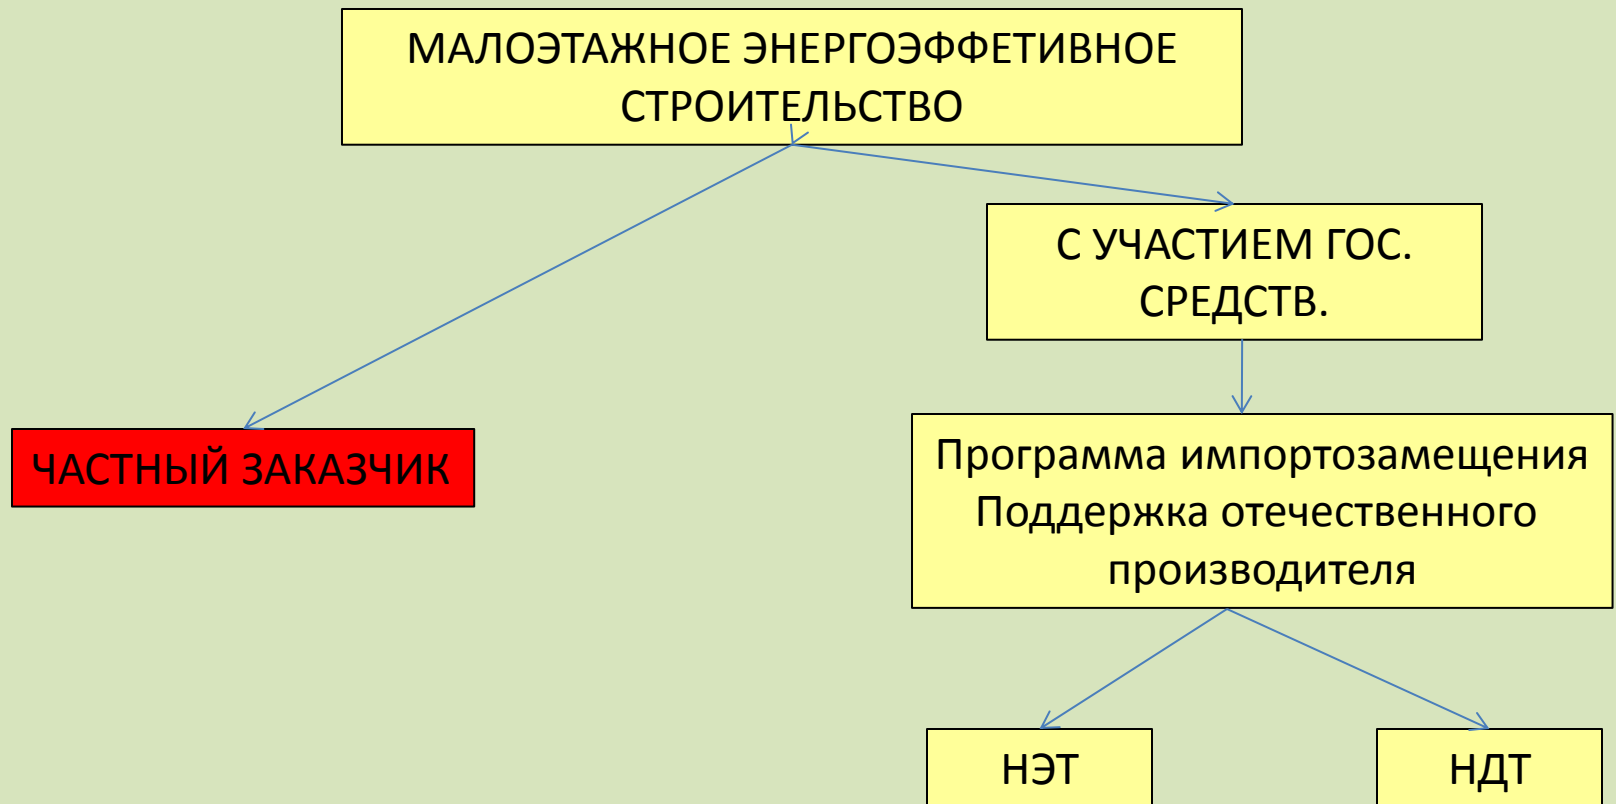 МАЛОЭТАЖНОЕ ЭНЕРГОЭФФЕТИВНОЕ
СТРОИТЕЛЬСТВО
С УЧАСТИЕМ ГОС.
СРЕДСТВ.
ЧАСТНЫЙ ЗАКАЗЧИК
Программа импортозамещения
Поддержка отечественного
производителя
НЭТ
НДТ